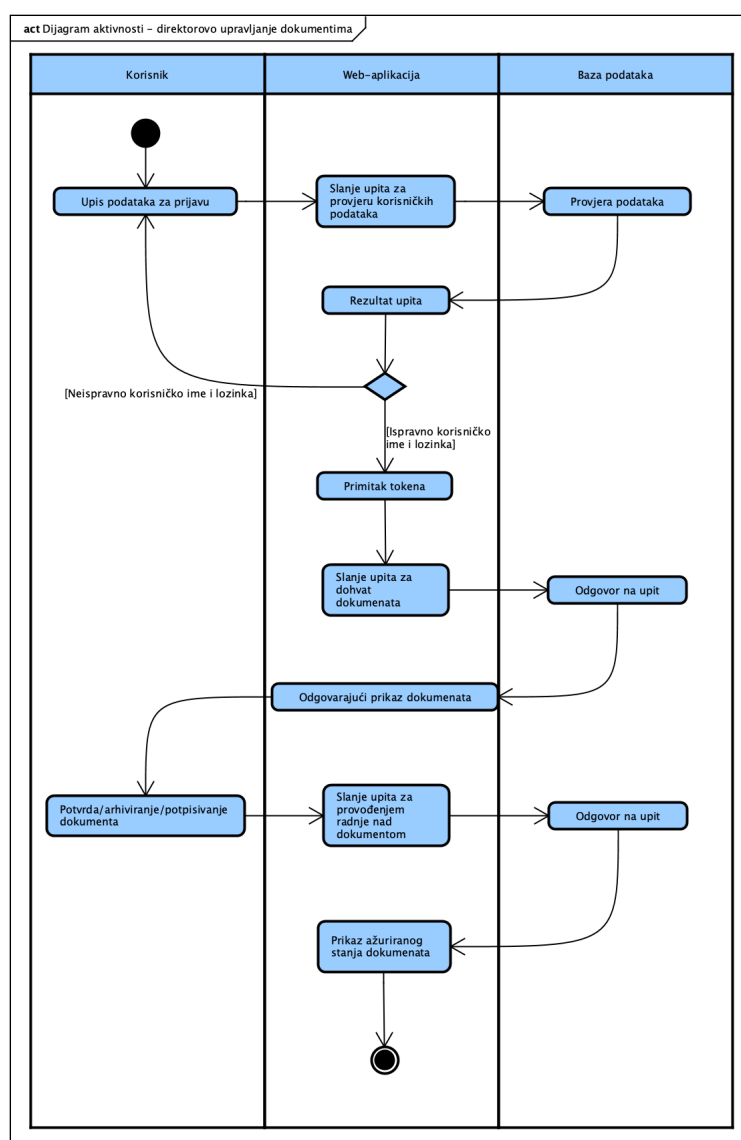 act Dijagram aktivnosti - direktorovo upravljanje dokumentima
Korisnik
Web-aplikacija
Baza podataka
Upis podataka za prijavu
Slanje upita za
provjeru korisničkih
podataka
Provjera podataka
Rezultat upita
[Neispravno korisničko ime i lozinka]
[Ispravno korisničko
ime i lozinka]
Primitak tokena
Slanje upita za
dohvat
dokumenata
Odgovor na upit
Odgovarajući prikaz dokumenata
Potvrda/arhiviranje/potpisivanje
dokumenta
Slanje upita za
provođenjem
radnje nad
dokumentom
Odgovor na upit
Prikaz ažuriranog
stanja dokumenata